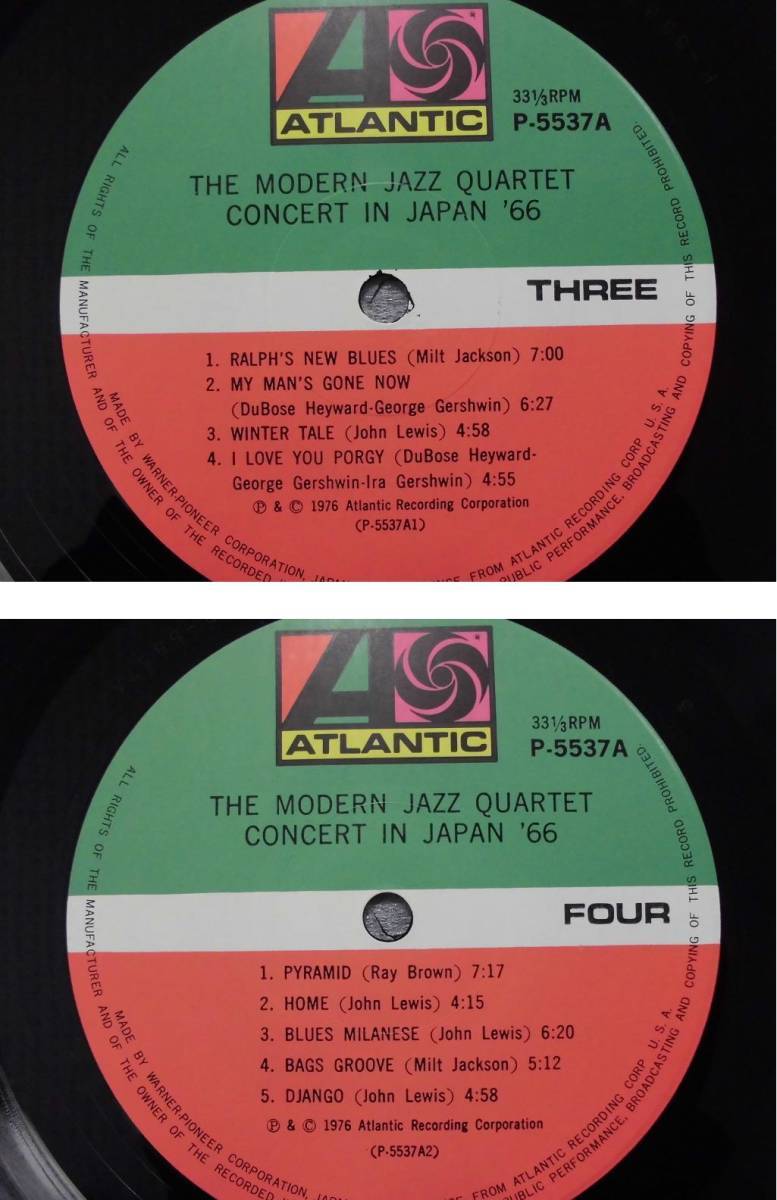 ATLANTIC
33⅓RPM
P-5537A
THE MODERN JAZZ QUARTET
CONCERT IN JAPAN '66
THREE
1. RALPH'S NEW BLUES (Milt Jackson) 7:00
2. MY MAN'S GONE NOW
(DuBose Heyward-George Gershwin) 6:27
3. WINTER TALE (John Lewis) 4:58
4. I LOVE YOU PORGY (DuBose Heyward-
George Gershwin-Ira Gershwin) 4:55
Ⓟ & © 1976 Atlantic Recording Corporation
(P-5537A1)
MADE BY WARNER-PIONEER CORPORATION, FROM ATLANTIC RECORDING CORP. U.S.A.
ALL RIGHTS OF THE MANUFACTURER AND OF THE OWNER OF THE RECORDED PUBLIC PERFORMANCE, BROADCASTING AND COPYING OF THIS RECORD PROHIBITED.
ATLANTIC
33⅓RPM
P-5537A
THE MODERN JAZZ QUARTET
CONCERT IN JAPAN '66
FOUR
1. PYRAMID (Ray Brown) 7:17
2. HOME (John Lewis) 4:15
3. BLUES MILANESE (John Lewis) 6:20
4. BAGS GROOVE (Milt Jackson) 5:12
5. DJANGO (John Lewis) 4:58
Ⓟ & © 1976 Atlantic Recording Corporation
(P-5537A2)
MADE BY WARNER-PIONEER CORPORATION, FROM ATLANTIC RECORDING CORP. U.S.A.
ALL RIGHTS OF THE MANUFACTURER AND OF THE OWNER OF THE PUBLIC PERFORMANCE, BROADCASTING AND COPYING OF THIS RECORD PROHIBITED.